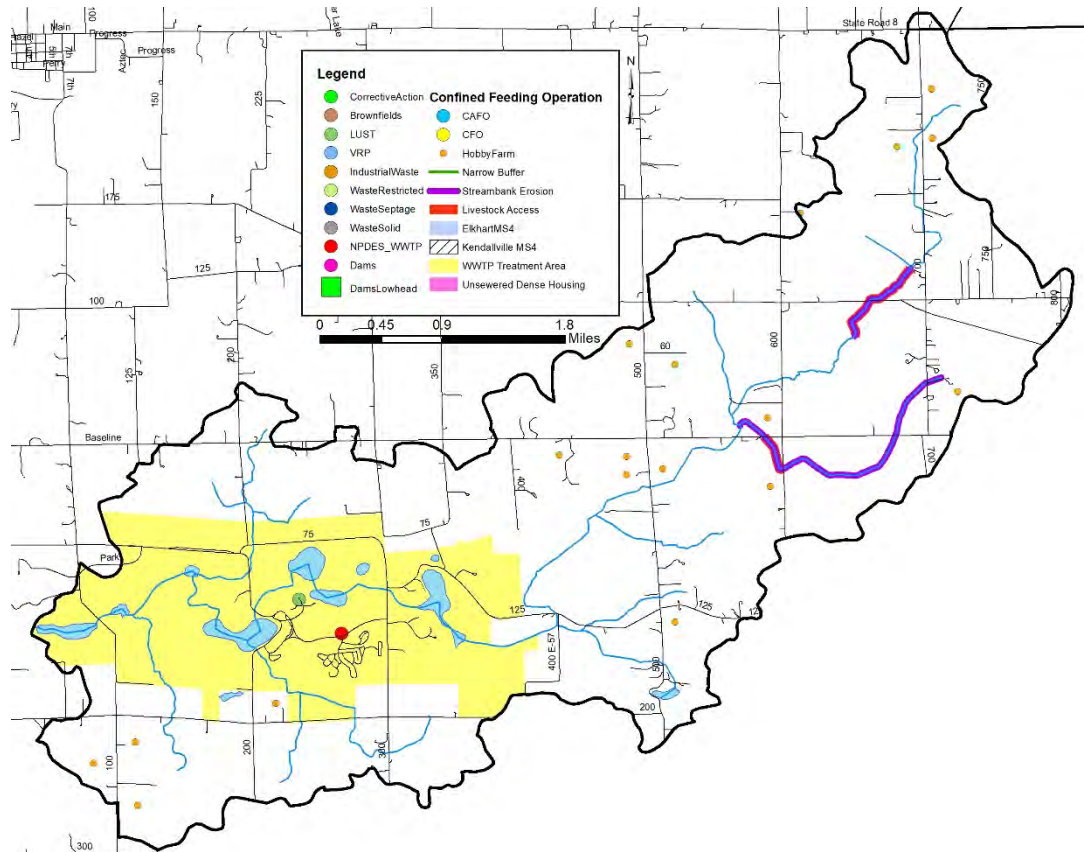 Main
100
Progress
Progress
7th
5th
7th
Perry
Aztec
150
225
State Road 8
750
N
Legend
CorrectiveAction
Brownfields
LUST
VRP
IndustrialWaste
WasteRestricted
WasteSeptage
WasteSolid
NPDES_WWTP
Dams
DamsLowhead
Confined Feeding Operation
CAFO
CFO
HobbyFarm
Narrow Buffer
Streambank Erosion
Livestock Access
ElkhartMS4
Kendallville MS4
WWTP Treatment Area
Unsewered Dense Housing
0 0.45 0.9 1.8
Miles
175
125
100
750
700
800
600
60
500
200
125
350
Baseline
400
700
75
75
Park
125
125
400 E-57
500
200
200
300
100
300